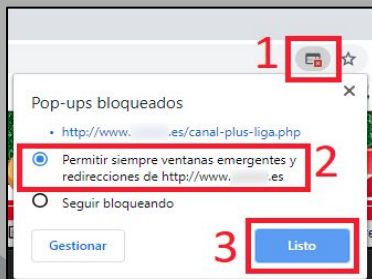 1
Pop-ups bloqueados
http://www. .es/canal-plus-liga.php
Permitir siempre ventanas emergentes y
redirecciones de http://www. .es
2
Seguir bloqueando
Gestionar
3
Listo